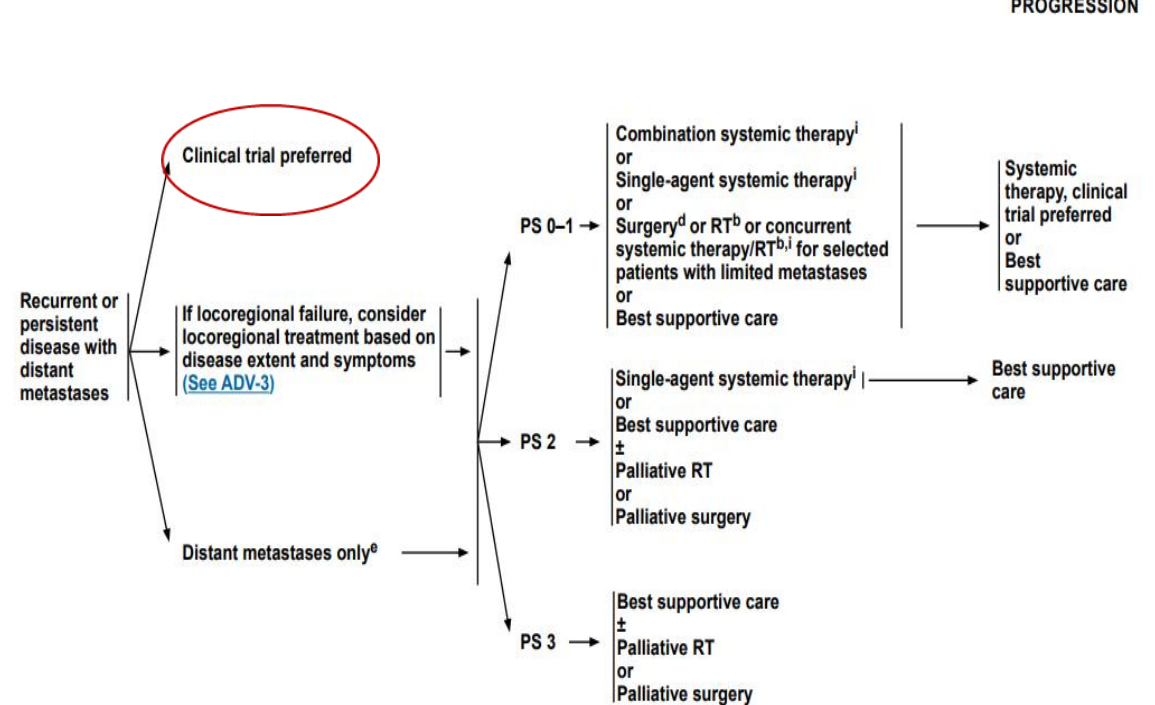 PROGRESSION
Clinical trial preferred
Recurrent or
persistent
disease with
distant
metastases
If locoregional failure, consider
locoregional treatment based on
disease extent and symptoms
(See ADV-3)
Distant metastases onlyᵉ
PS 0–1
Combination systemic therapyⁱ
or
Single-agent systemic therapyⁱ
or
Surgeryᵈ or RTᵇ or concurrent
systemic therapy/RTᵇ,ⁱ for selected
patients with limited metastases
or
Best supportive care
Systemic
therapy, clinical
trial preferred
or
Best
supportive care
PS 2
Single-agent systemic therapyⁱ
or
Best supportive care
±
Palliative RT
or
Palliative surgery
Best supportive
care
PS 3
Best supportive care
±
Palliative RT
or
Palliative surgery